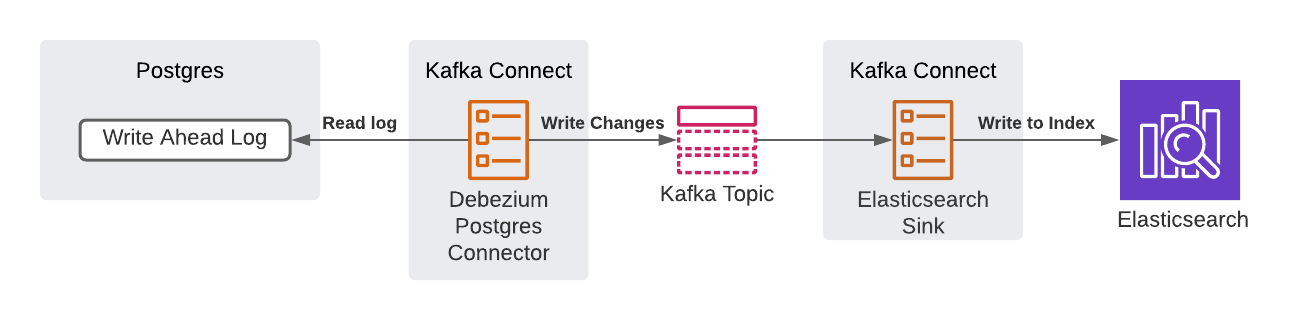 Postgres
Write Ahead Log
Read log
Kafka Connect
Debezium
Postgres
Connector
Write Changes
Kafka Topic
Kafka Connect
Elasticsearch
Sink
Write to Index
Elasticsearch